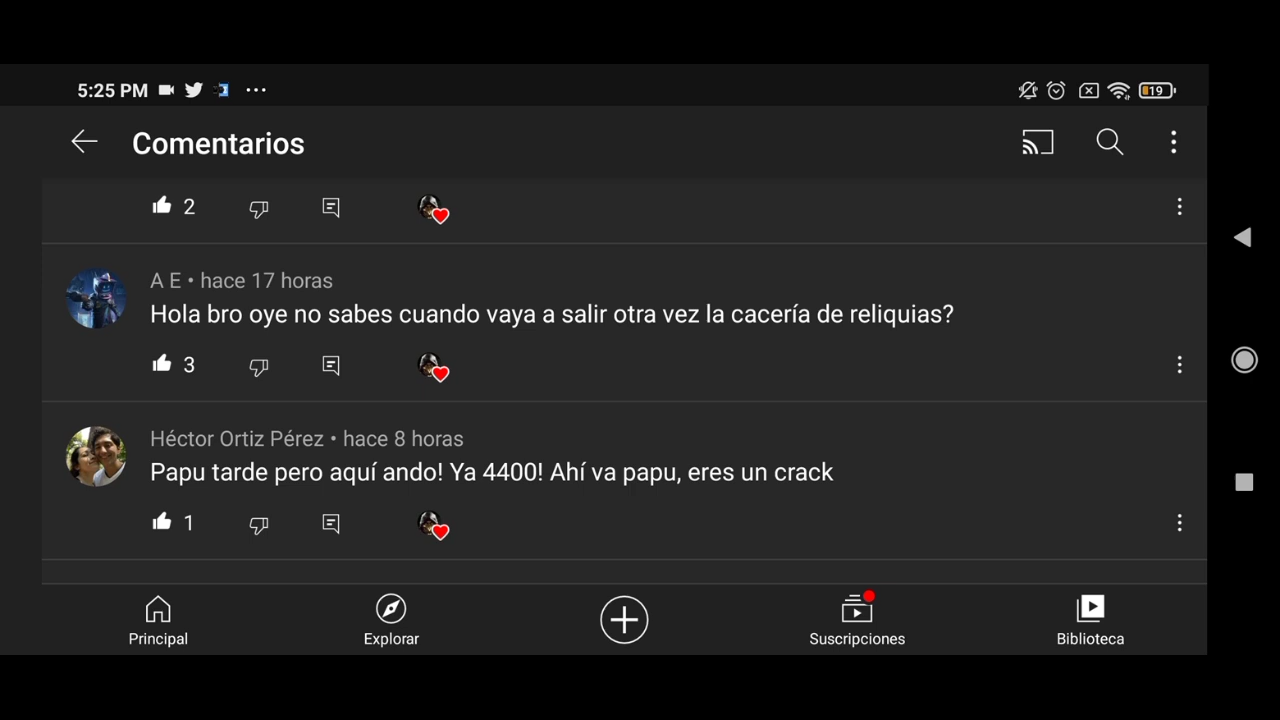 5:25 PM
19
Comentarios
2
A E • hace 17 horas
Hola bro oye no sabes cuando vaya a salir otra vez la cacería de reliquias?
3
Héctor Ortiz Pérez • hace 8 horas
Papu tarde pero aquí ando! Ya 4400! Ahí va papu, eres un crack
1
Principal
Explorar
Suscripciones
Biblioteca